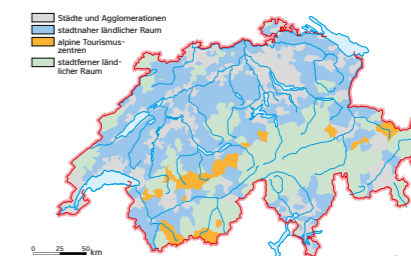 Städte und Agglomerationen
stadtnaher ländlicher Raum
alpine Tourismus-
zentren
stadtferner länd-
licher Raum
0 25 50 km